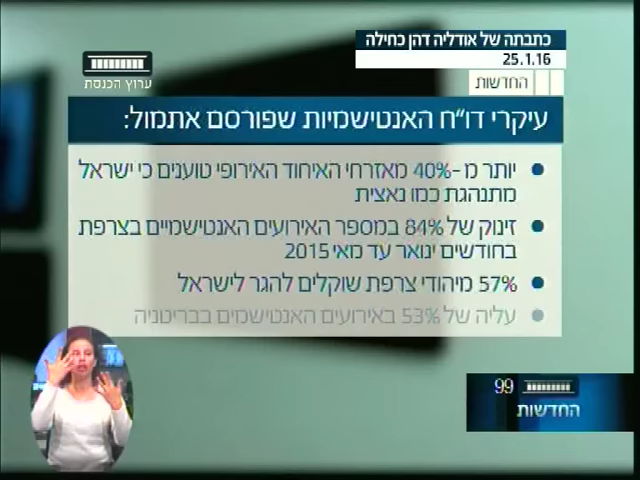 כתבתה של אודליה דהן כחילה
25.1.16
החדשות
ערוץ הכנסת
עיקרי דו"ח האנטישמיות שפורסם אתמול:
יותר מ-40% מאזרחי האיחוד האירופי טוענים כי ישראל
מתנהגת כמו נאצית
זינוק של 84% במספר האירועים האנטישמיים בצרפת
בחודשים ינואר עד מאי 2015
57% מיהודי צרפת שוקלים להגר לישראל
עליה של 53% באירועים האנטישמים בבריטניה
99
החדשות